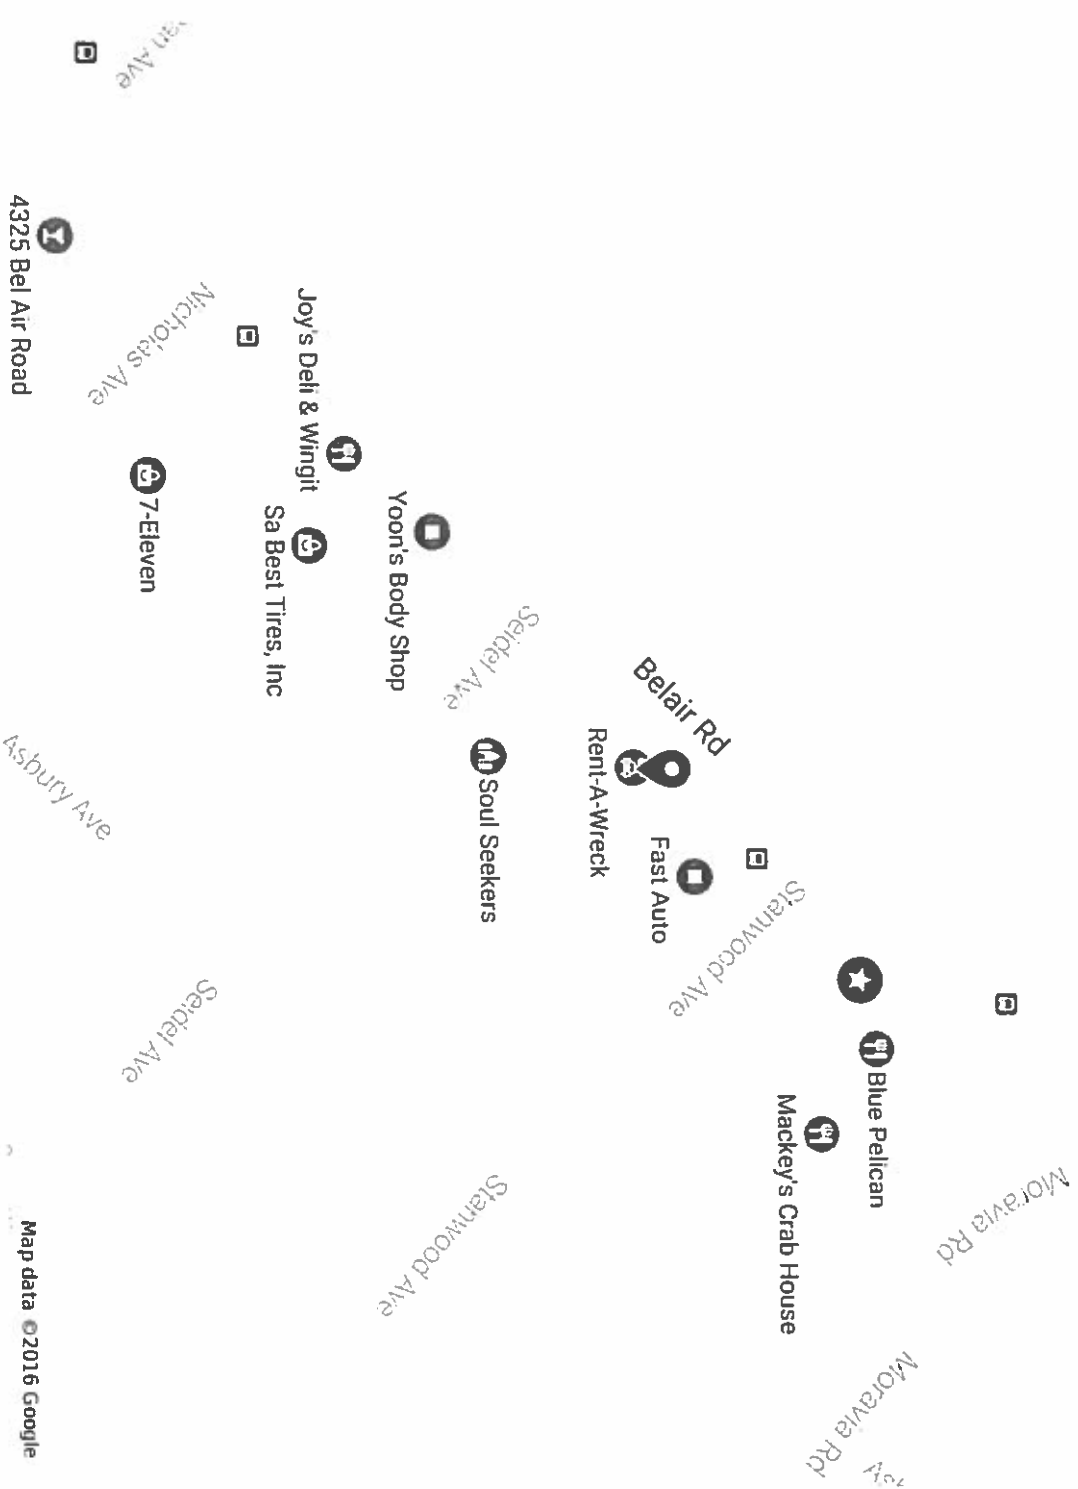 Moravia Rd
Blue Pelican
Belair Rd
Stanwood Ave
Mackey's Crab House
Moravia Rd
Fast Auto
Rent-A-Wreck
Seidel Ave
Soul Seekers
Yoon's Body Shop
Joy's Deli & Wingit
Sa Best Tires, Inc
Stanwood Ave
Nicholas Ave
Ave
7-Eleven
Seidel Ave
4325 Bel Air Road
Asbury Ave
Map data ©2016 Google